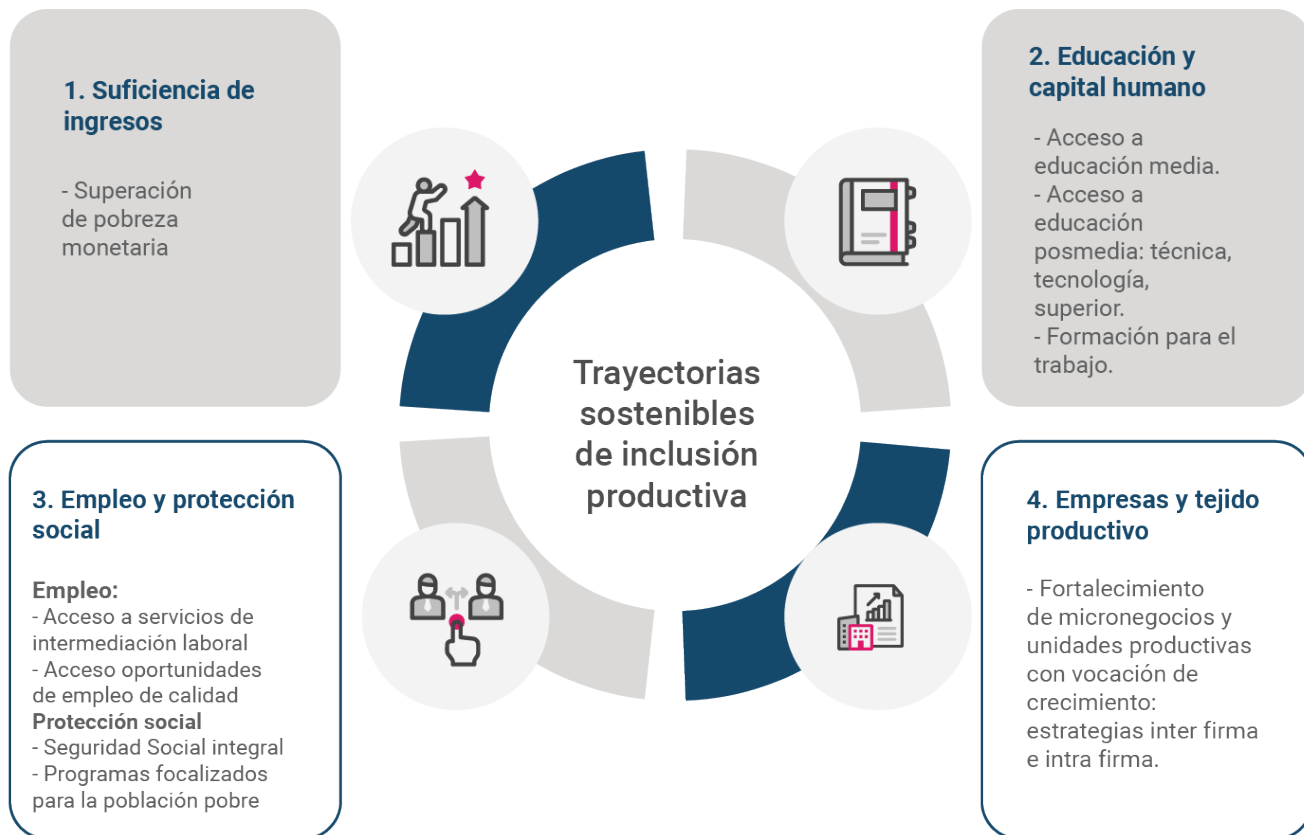 1. Suficiencia de
ingresos
- Superación
de pobreza
monetaria
2. Educación y
capital humano
- Acceso a
educación media.
- Acceso a
educación
posmedia: técnica,
tecnología,
superior.
- Formación para el
trabajo.
Trayectorias
sostenibles
de inclusión
productiva
3. Empleo y protección
social
Empleo:
- Acceso a servicios de
intermediación laboral
- Acceso oportunidades
de empleo de calidad
Protección social
- Seguridad Social integral
- Programas focalizados
para la población pobre
4. Empresas y tejido
productivo
- Fortalecimiento
de micronegocios y
unidades productivas
con vocación de
crecimiento:
estrategias inter firma
e intra firma.